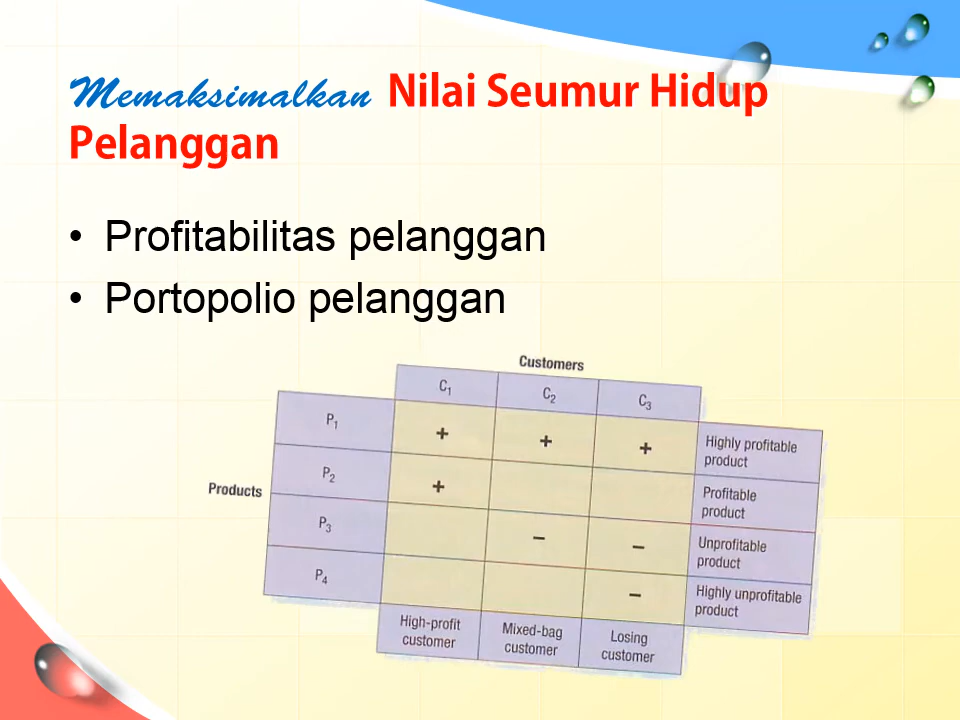 Memaksimalkan Nilai Seumur Hidup
Pelanggan
• Profitabilitas pelanggan
• Portopolio pelanggan
Customers
C1 C2 C3
P1 + + + Highly profitable
product
P2 + Profitable
product
Products
P3 − − Unprofitable
product
P4 − Highly unprofitable
product
High-profit
customer
Mixed-bag
customer
Losing
customer